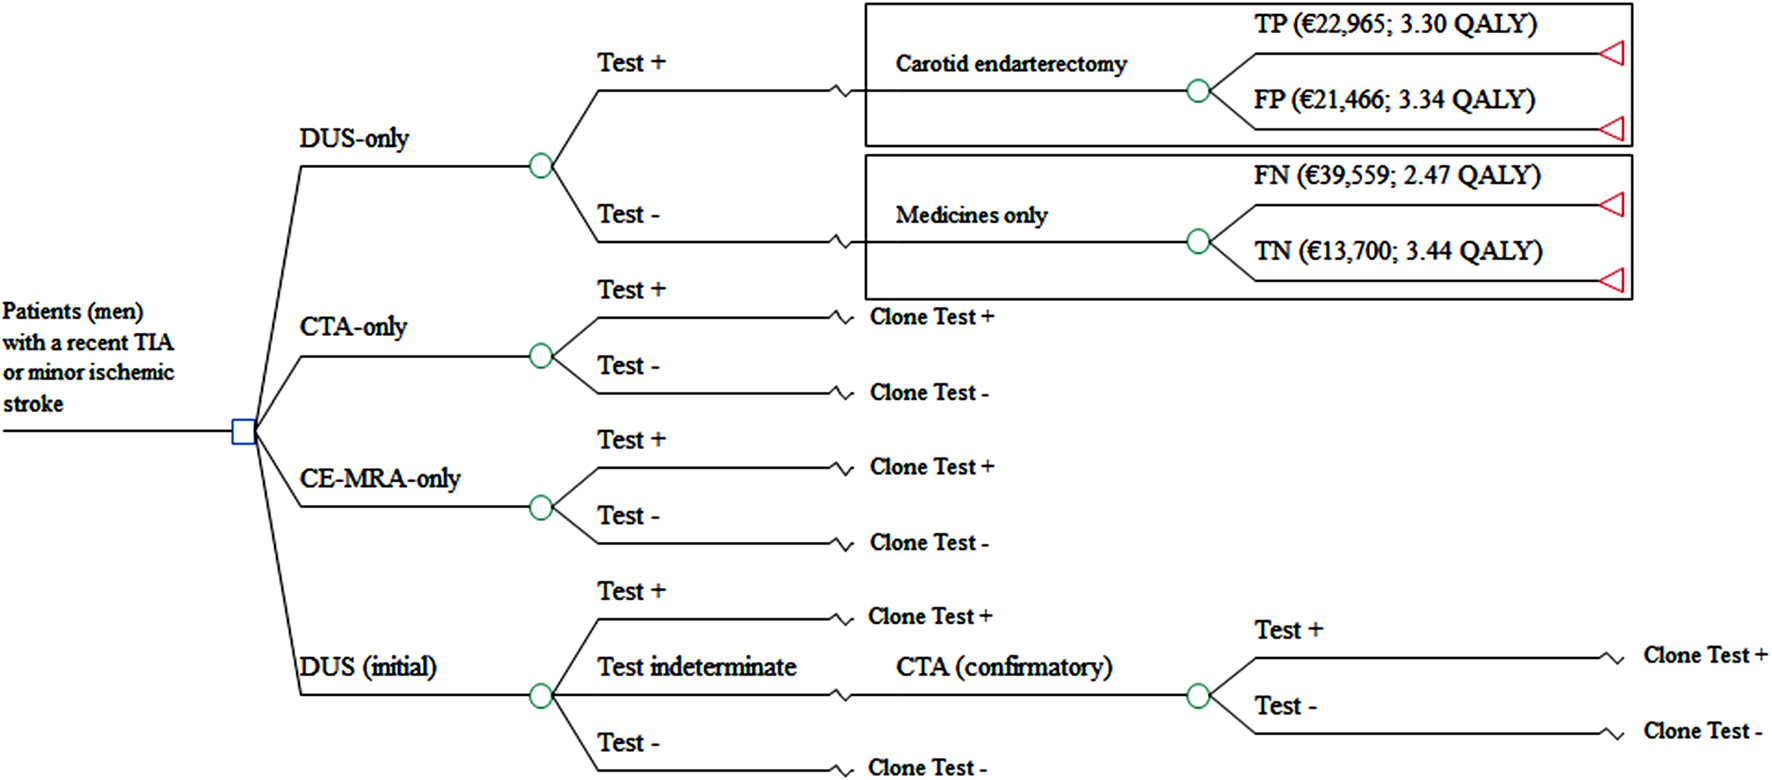 Patients (men)
with a recent TIA
or minor ischemic
stroke
DUS-only
Test +
Carotid endarterectomy
TP (€22,965; 3.30 QALY)
FP (€21,466; 3.34 QALY)
Test -
Medicines only
FN (€39,559; 2.47 QALY)
TN (€13,700; 3.44 QALY)
CTA-only
Test +
Clone Test +
Test -
Clone Test -
CE-MRA-only
Test +
Clone Test +
Test -
Clone Test -
DUS (initial)
Test +
Clone Test +
Test indeterminate
CTA (confirmatory)
Test +
Clone Test +
Test -
Clone Test -
Test -
Clone Test -